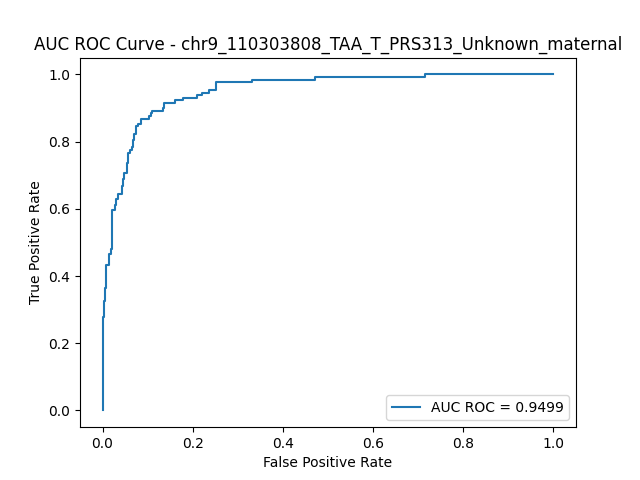 AUC ROC Curve - chr9_110303808_TAA_T_PRS313_Unknown_maternal
True Positive Rate
1.0
0.8
0.6
0.4
0.2
0.0
AUC ROC = 0.9499
0.0 0.2 0.4 0.6 0.8 1.0
False Positive Rate